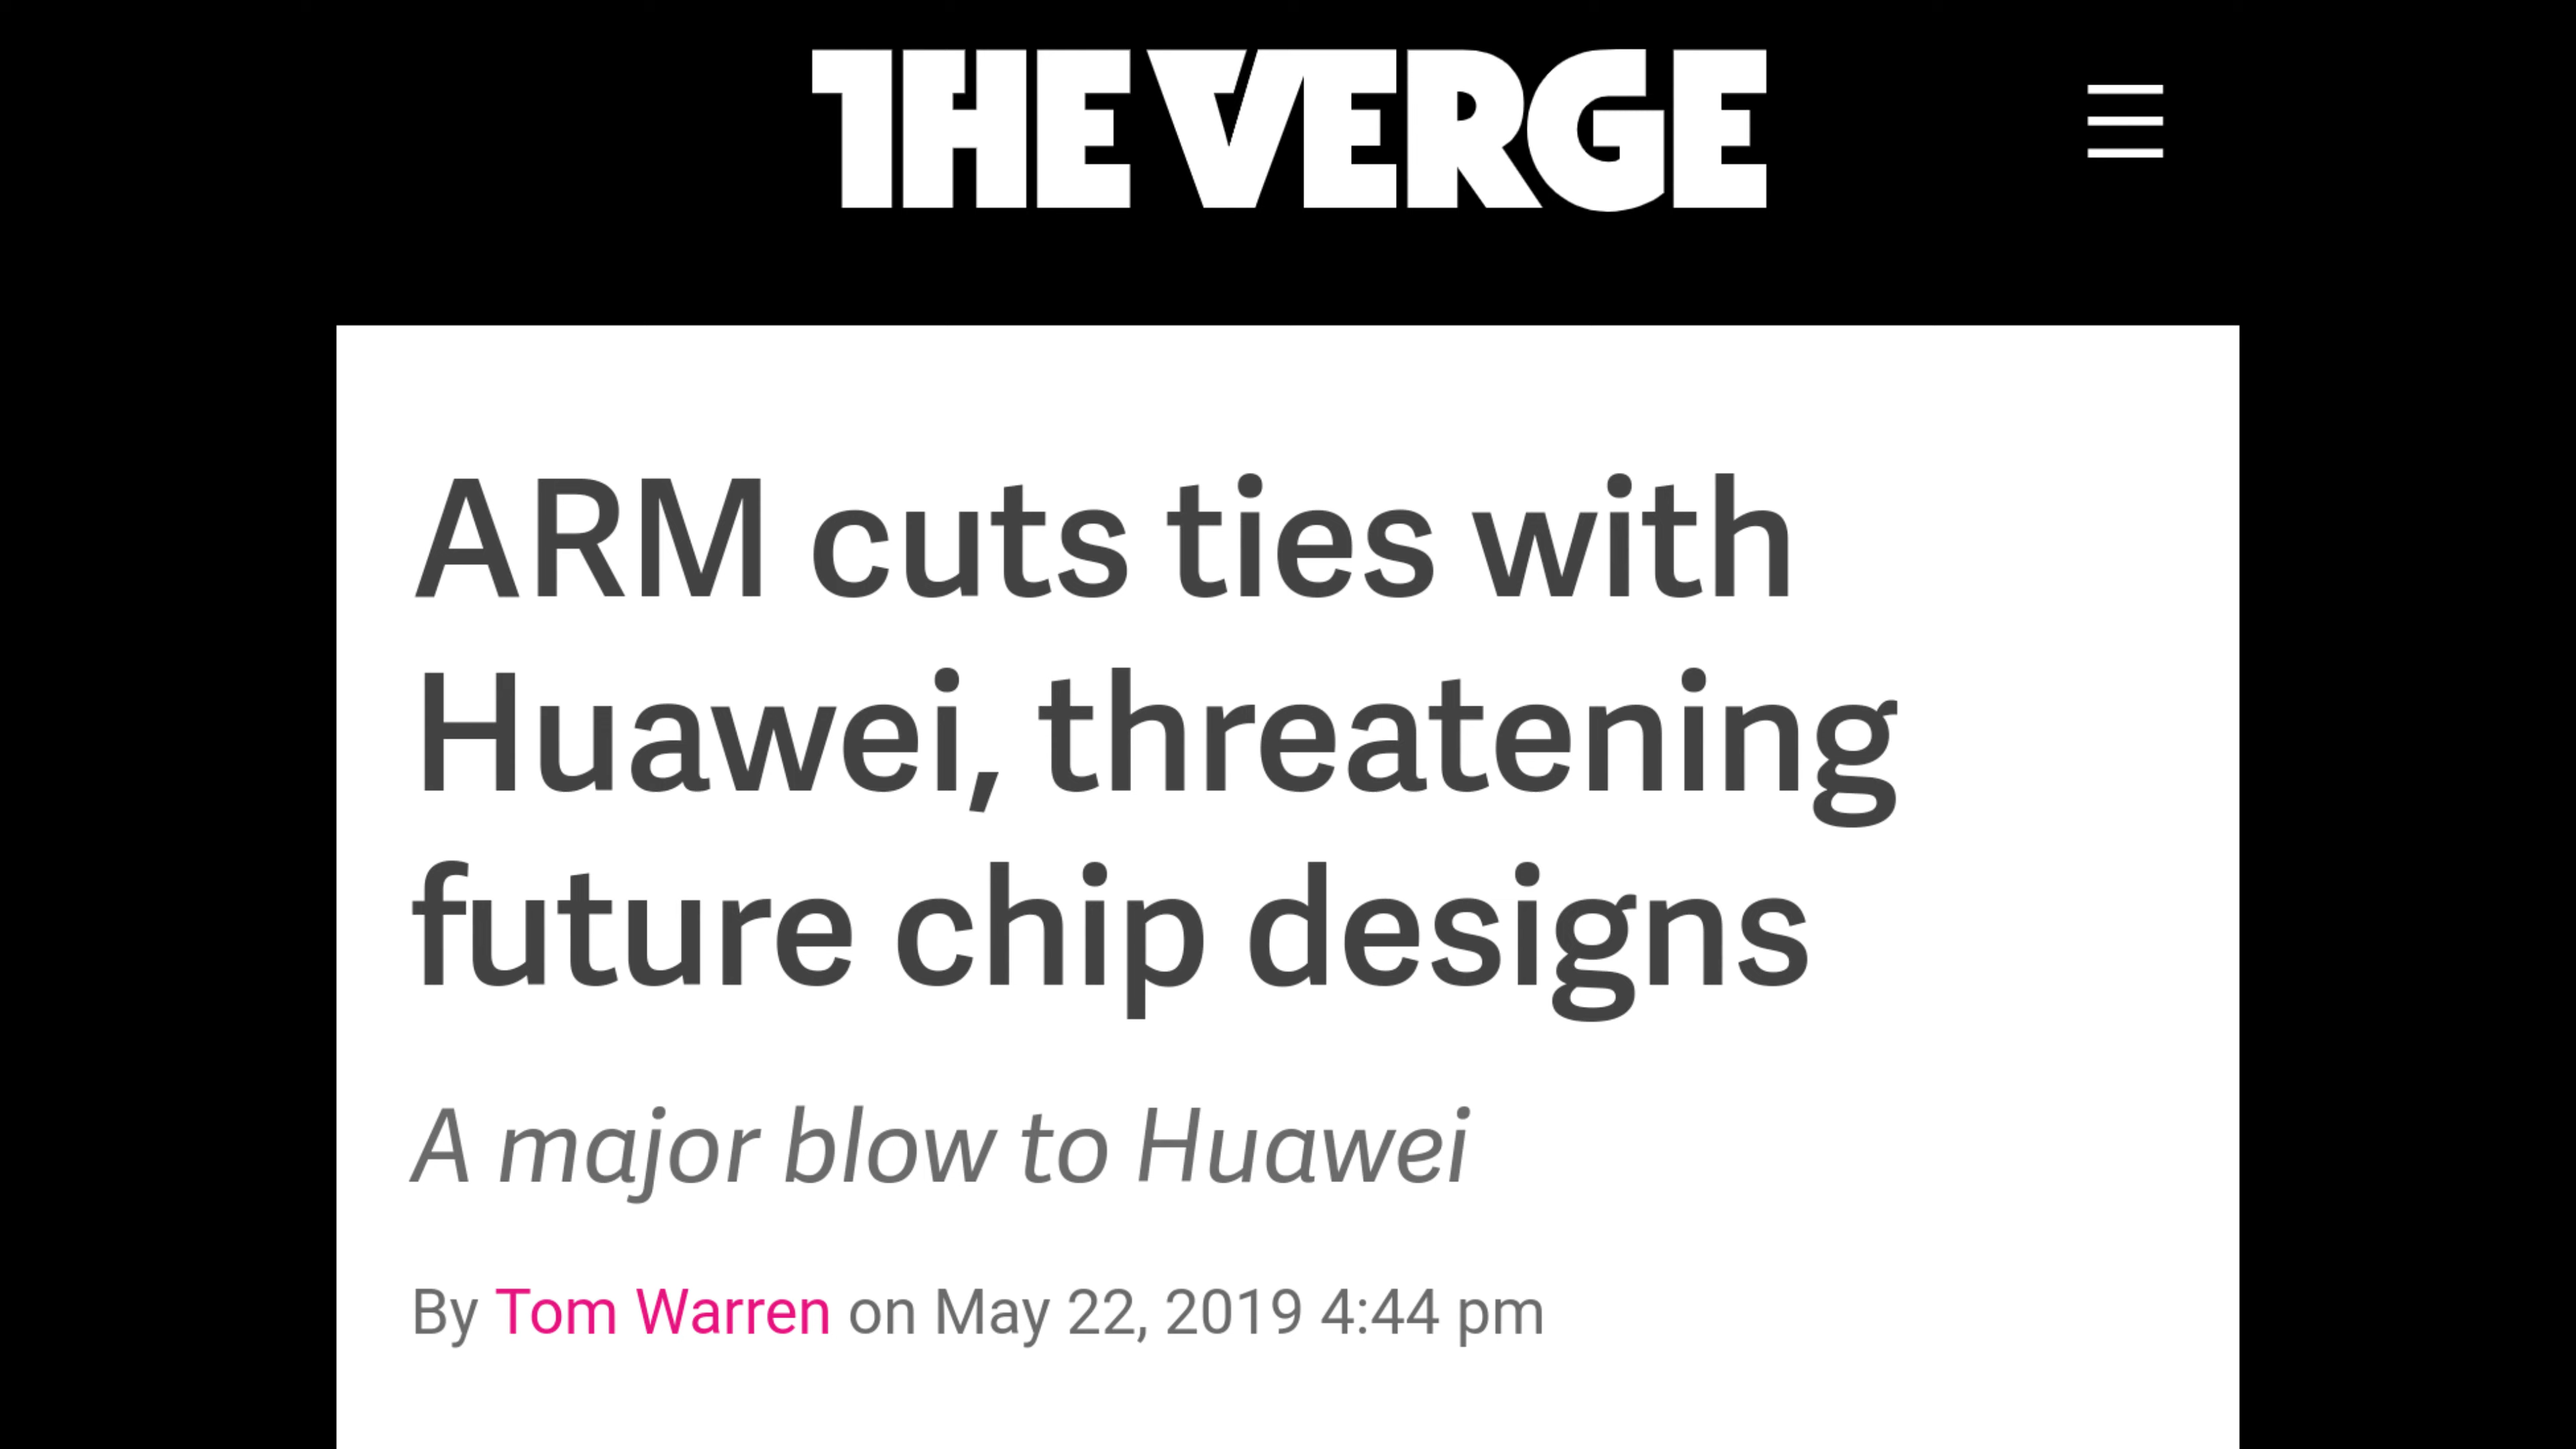 THE VERGE
ARM cuts ties with
Huawei, threatening
future chip designs
A major blow to Huawei
By Tom Warren on May 22, 2019 4:44 pm